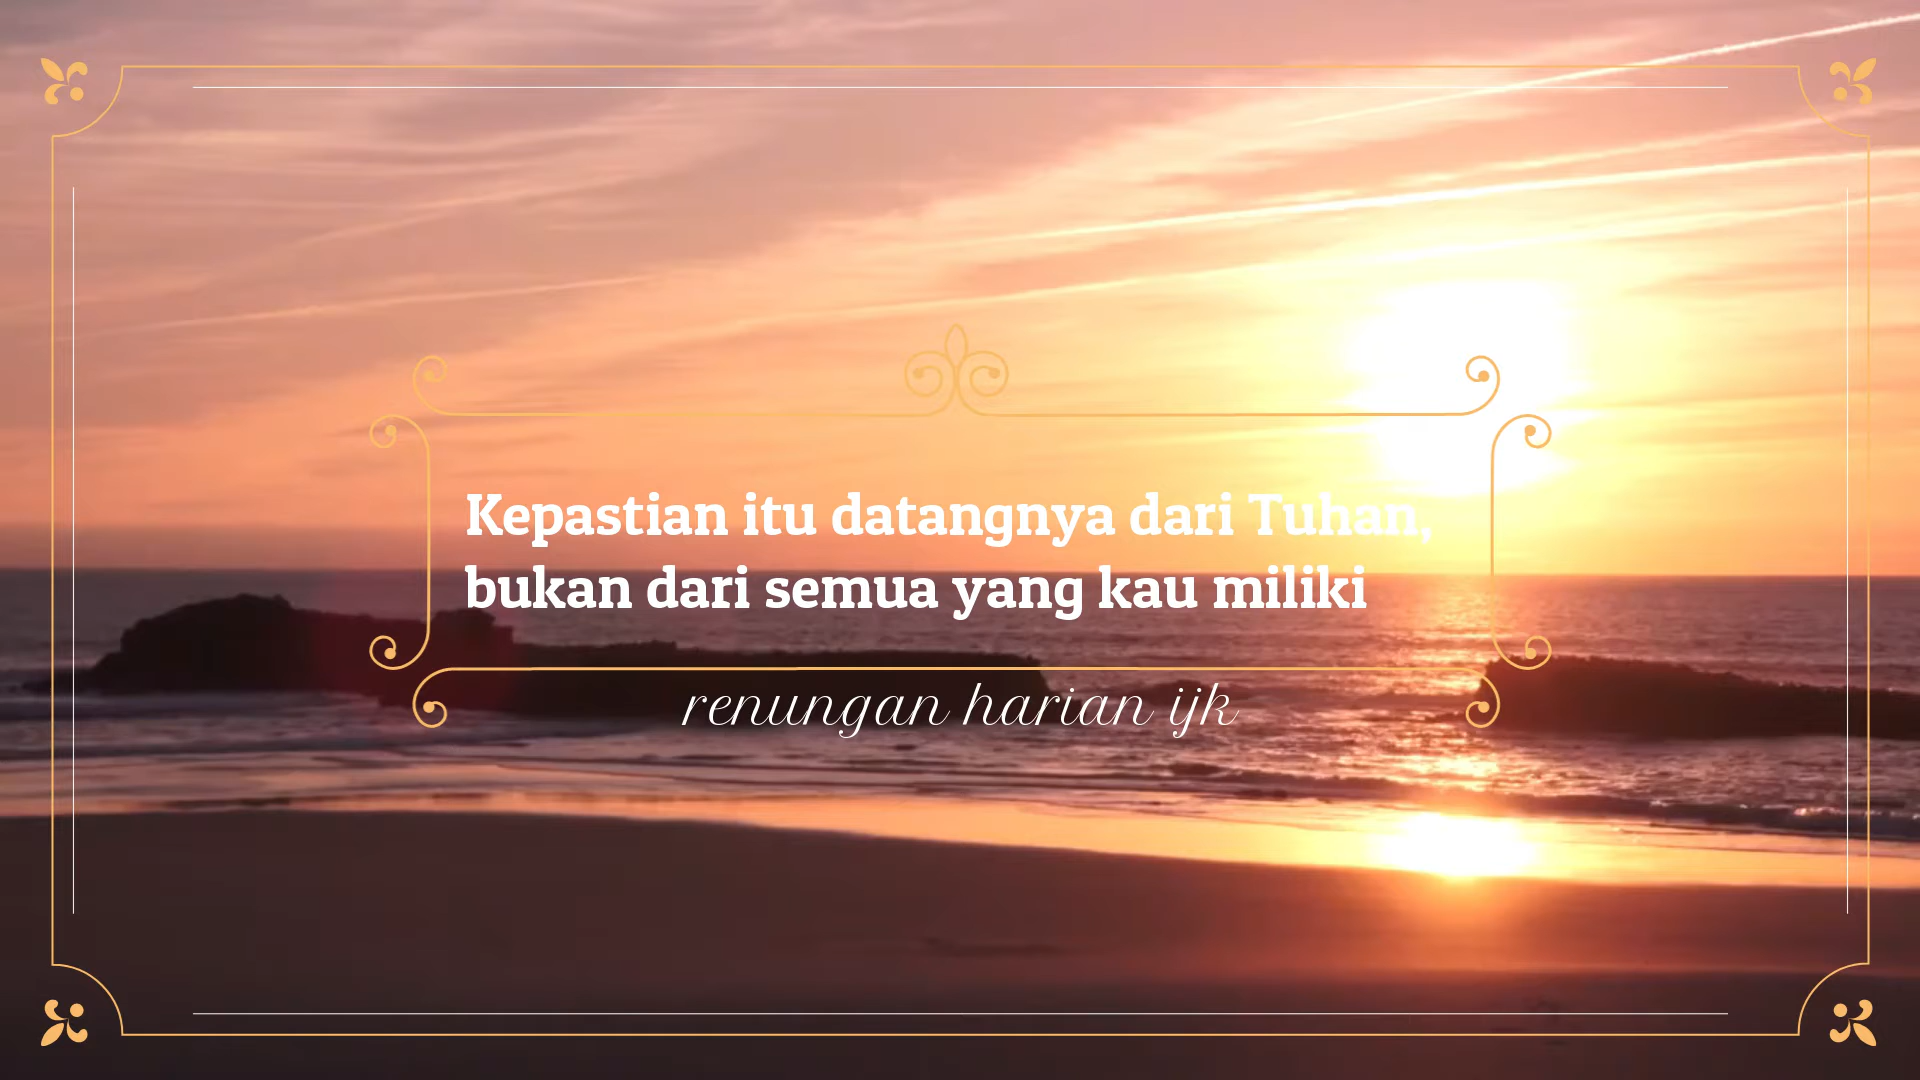 Kepastian itu datangnya dari Tuhan,
bukan dari semua yang kau miliki
renungan harian ijk